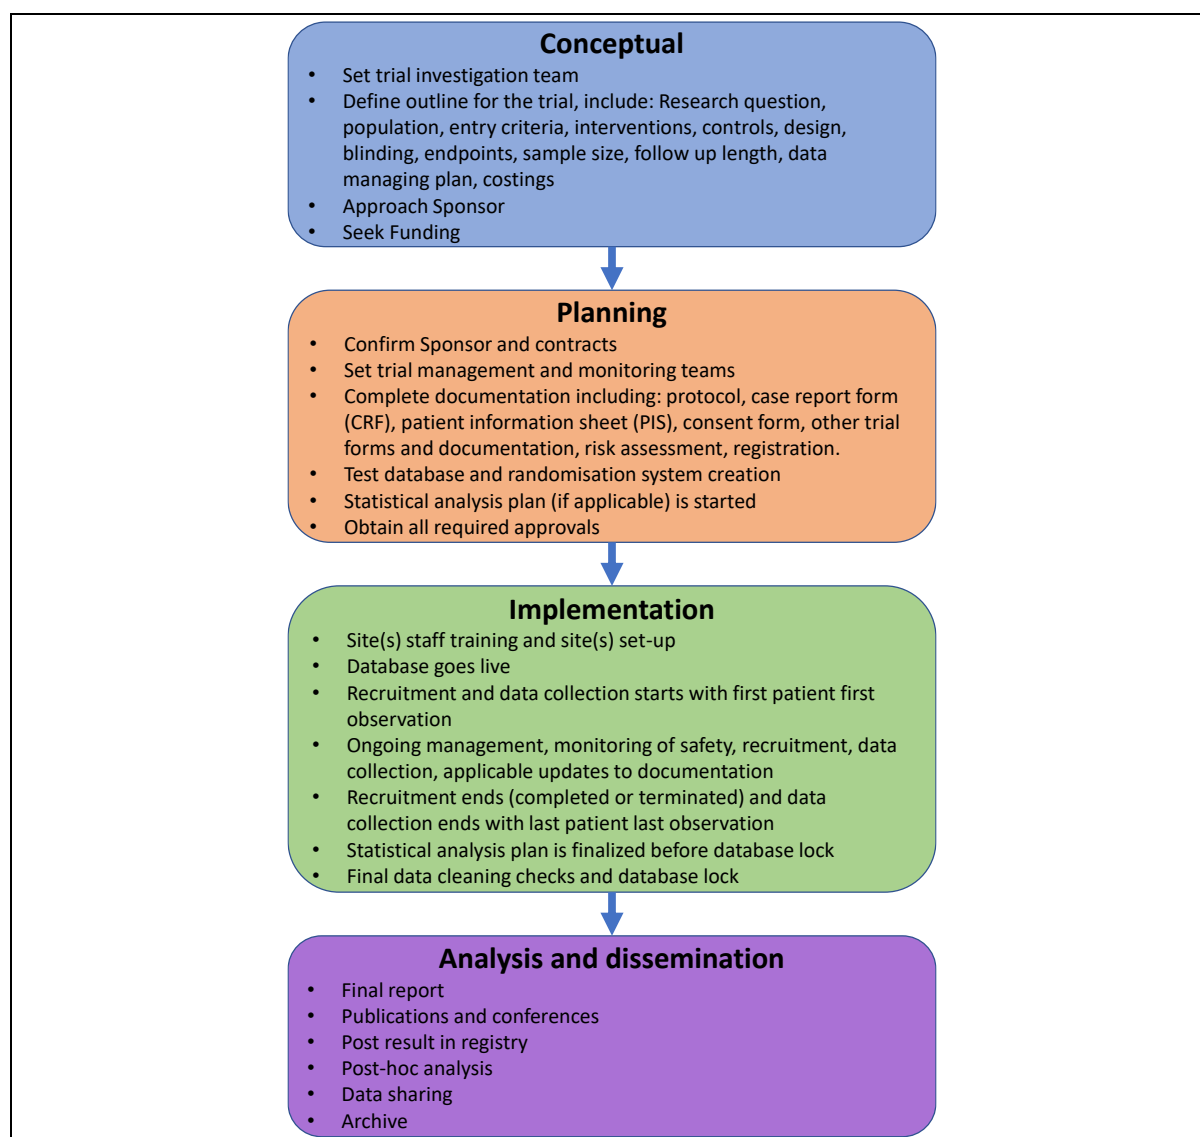 Conceptual
• Set trial investigation team
• Define outline for the trial, include: Research question,
population, entry criteria, interventions, controls, design,
blinding, endpoints, sample size, follow up length, data
managing plan, costings
• Approach Sponsor
• Seek Funding
Planning
• Confirm Sponsor and contracts
• Set trial management and monitoring teams
• Complete documentation including: protocol, case report form
(CRF), patient information sheet (PIS), consent form, other trial
forms and documentation, risk assessment, registration.
• Test database and randomisation system creation
• Statistical analysis plan (if applicable) is started
• Obtain all required approvals
Implementation
• Site(s) staff training and site(s) set-up
• Database goes live
• Recruitment and data collection starts with first patient first
observation
• Ongoing management, monitoring of safety, recruitment, data
collection, applicable updates to documentation
• Recruitment ends (completed or terminated) and data
collection ends with last patient last observation
• Statistical analysis plan is finalized before database lock
• Final data cleaning checks and database lock
Analysis and dissemination
• Final report
• Publications and conferences
• Post result in registry
• Post-hoc analysis
• Data sharing
• Archive